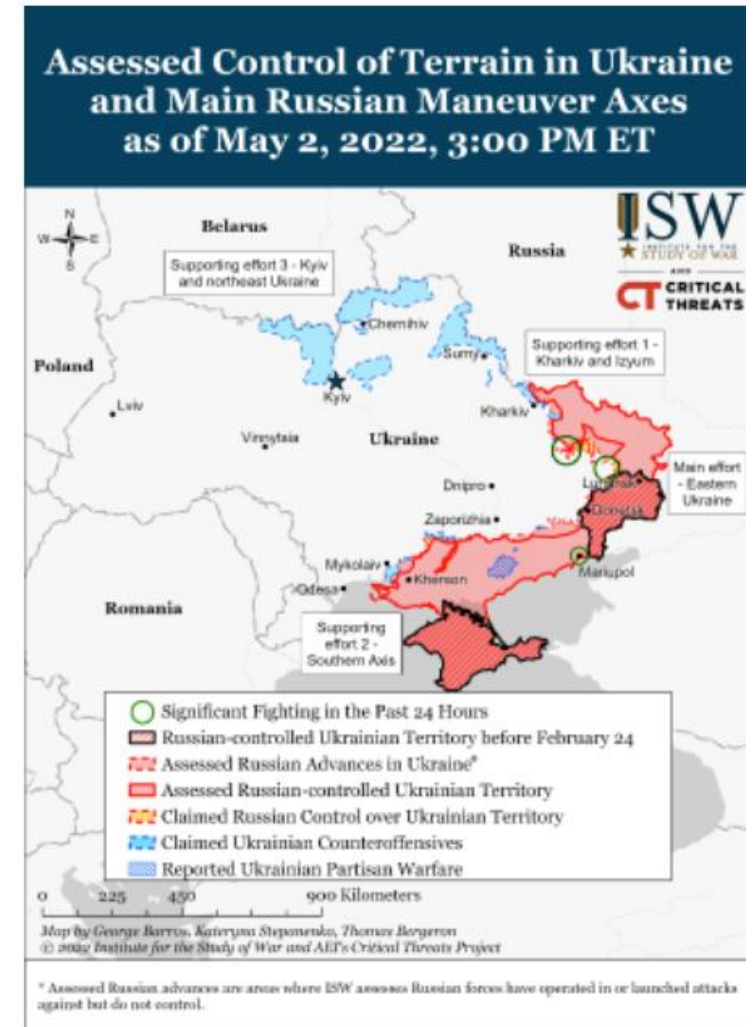 Assessed Control of Terrain in Ukraine
and Main Russian Maneuver Axes
as of May 2, 2022, 3:00 PM ET
N
W
E
S
Belarus
Russia
ISW
INSTITUTE FOR THE
STUDY OF WAR
AND
CT CRITICAL
THREATS
Supporting effort 3 - Kyiv
and northeast Ukraine
Chernihiv
Sumy
Supporting effort 1 -
Kharkiv and Izyum
Poland
Kyiv
Lviv
Kharkiv
Vinnytsia
Ukraine
Main effort
- Eastern
Ukraine
Luhansk
Dnipro
Donetsk
Zaporizhia
Mykolaiv
Mariupol
Kherson
Odesa
Romania
Supporting
effort 2 -
Southern Axis
Significant Fighting in the Past 24 Hours
Russian-controlled Ukrainian Territory before February 24
Assessed Russian Advances in Ukraine*
Assessed Russian-controlled Ukrainian Territory
Claimed Russian Control over Ukrainian Territory
Claimed Ukrainian Counteroffensives
Reported Ukrainian Partisan Warfare
0 225 450 900 Kilometers
Map by George Barros, Kateryna Stepanenko, Thomas Bergeron
© 2022 Institute for the Study of War and AEI's Critical Threats Project
* Assessed Russian advances are areas where ISW assesses Russian forces have operated in or launched attacks
against but do not control.